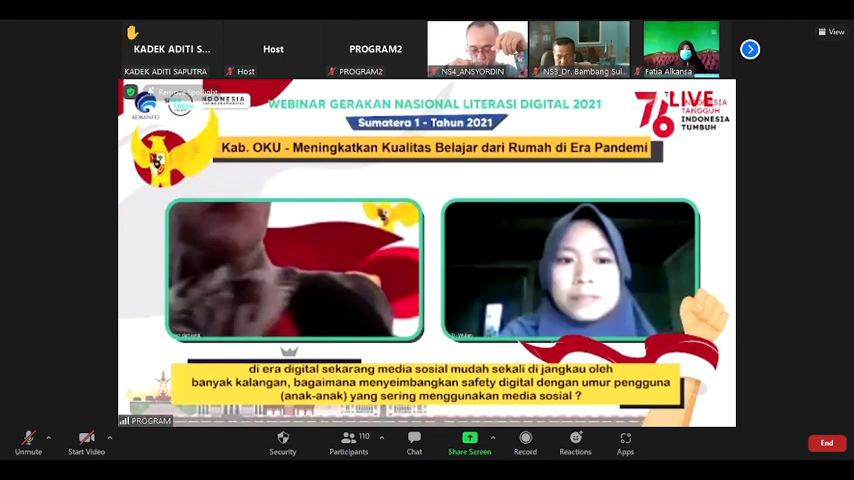 KADEK ADITI S...
Host
PROGRAM2
View
KADEK ADITI SAPUTRA
Host
PROGRAM2
NS4_ANSYORDIN
NS3_Dr. Bambang Sul...
Fatia Alkansa
KOMINFO
WEBINAR GERAKAN NASIONAL LITERASI DIGITAL 2021
Sumatera 1 - Tahun 2021
LIVE
TANGGUH
INDONESIA
TUMBUH
Kab. OKU - Meningkatkan Kualitas Belajar dari Rumah di Era Pandemi
di era digital sekarang media sosial mudah sekali di jangkau oleh
banyak kalangan, bagaimana menyeimbangkan safety digital dengan umur pengguna
(anak-anak) yang sering menggunakan media sosial ?
PROGRAM
110
Unmute
Start Video
Security
Participants
Chat
Share Screen
Record
Reactions
Apps
End